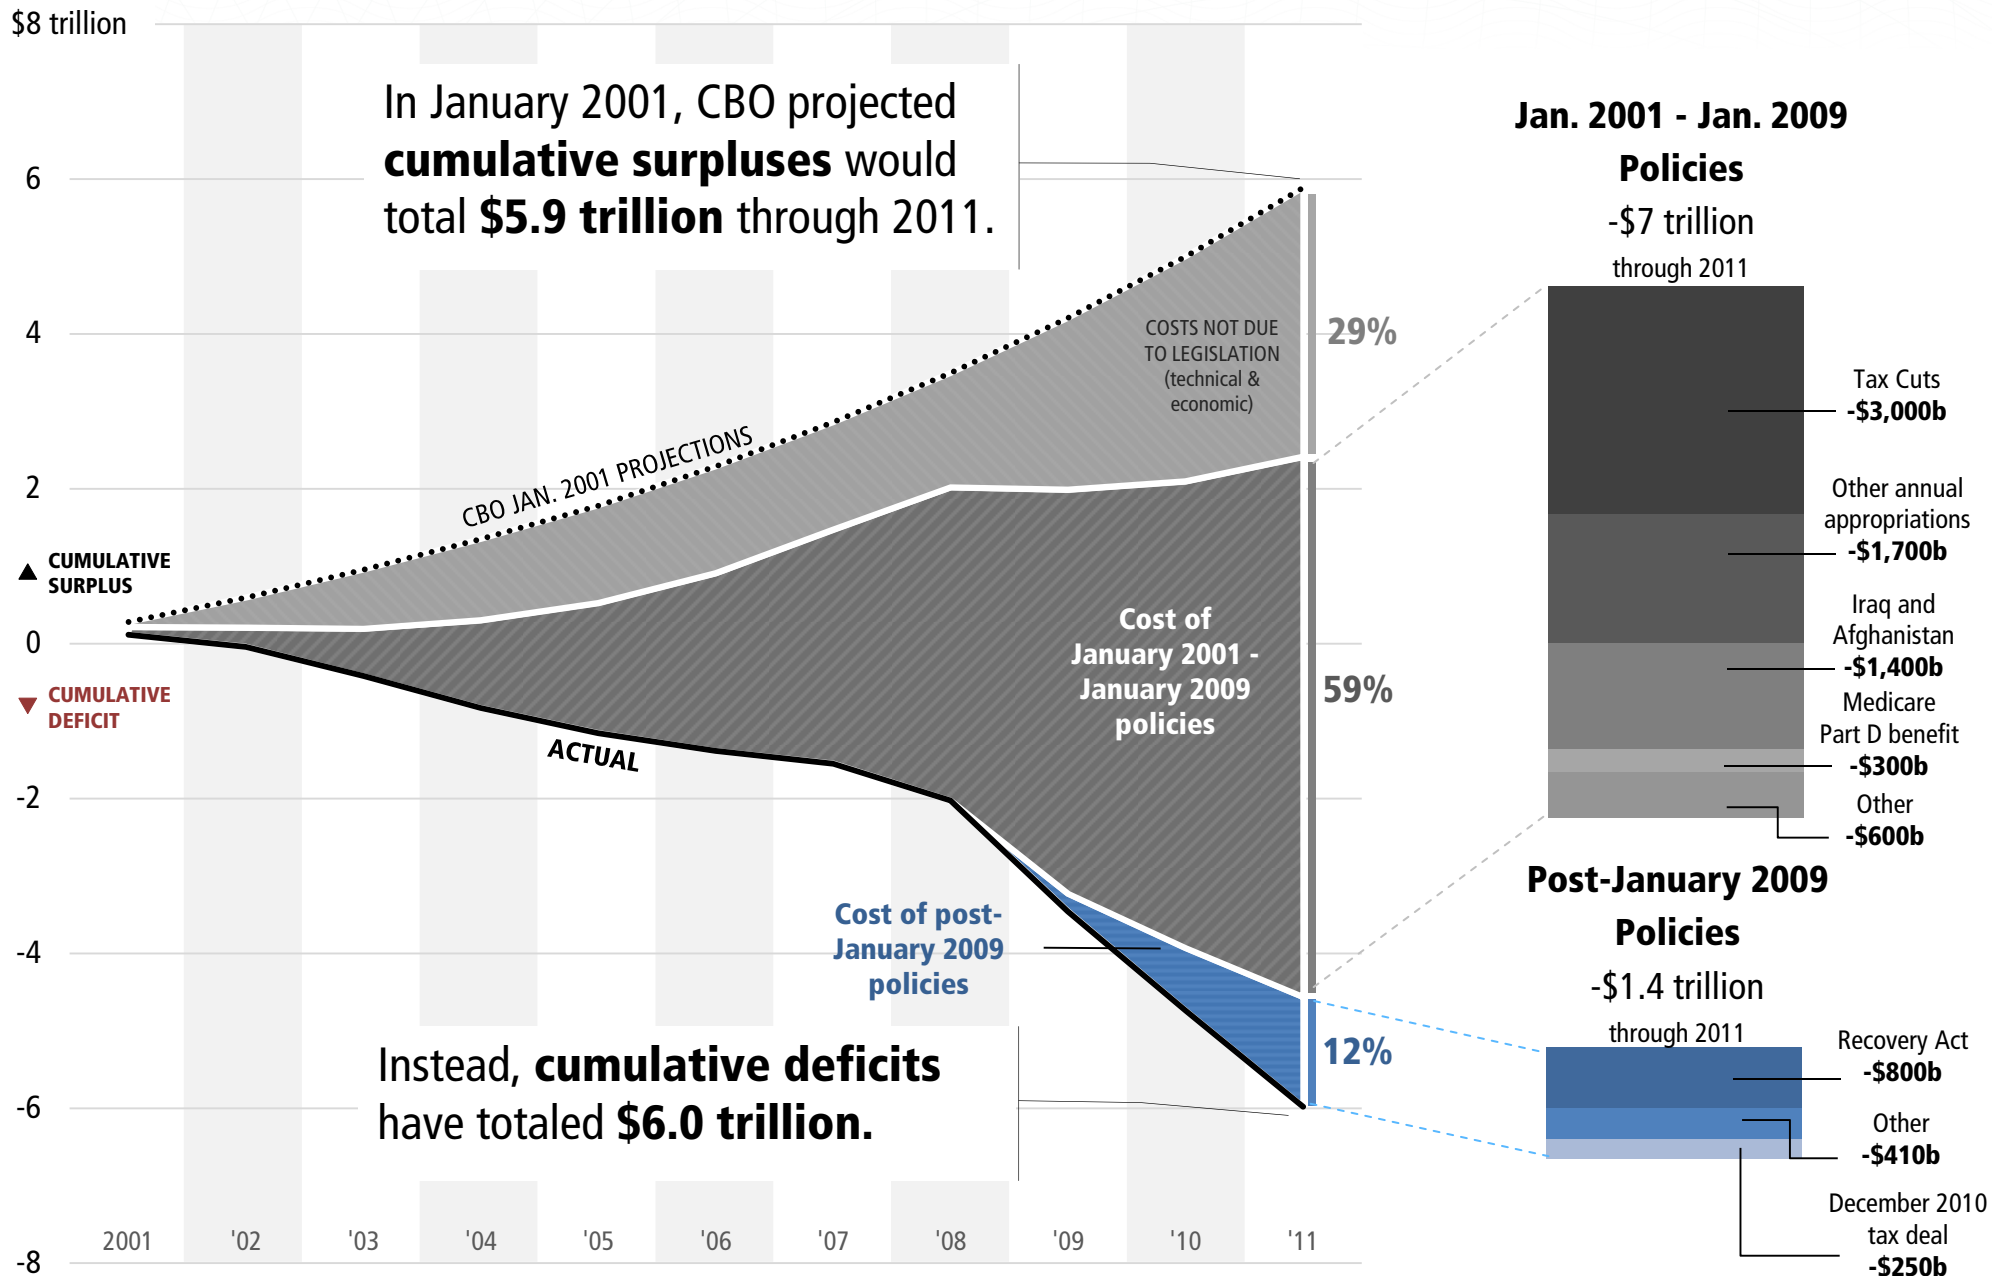 $8 trillion
6
4
2
0
-2
-4
-6
-8
In January 2001, CBO projected
cumulative surpluses would
total $5.9 trillion through 2011.
CBO JAN. 2001 PROJECTIONS
▲ CUMULATIVE
SURPLUS
▼ CUMULATIVE
DEFICIT
ACTUAL
COSTS NOT DUE
TO LEGISLATION
(technical &
economic)
29%
Cost of
January 2001 -
January 2009
policies
59%
Cost of post-
January 2009
policies
12%
Instead, cumulative deficits
have totaled $6.0 trillion.
2001 '02 '03 '04 '05 '06 '07 '08 '09 '10 '11
Jan. 2001 - Jan. 2009
Policies
-$7 trillion
through 2011
Tax Cuts
-$3,000b
Other annual
appropriations
-$1,700b
Iraq and
Afghanistan
-$1,400b
Medicare
Part D benefit
-$300b
Other
-$600b
Post-January 2009
Policies
-$1.4 trillion
through 2011
Recovery Act
-$800b
Other
-$410b
December 2010
tax deal
-$250b